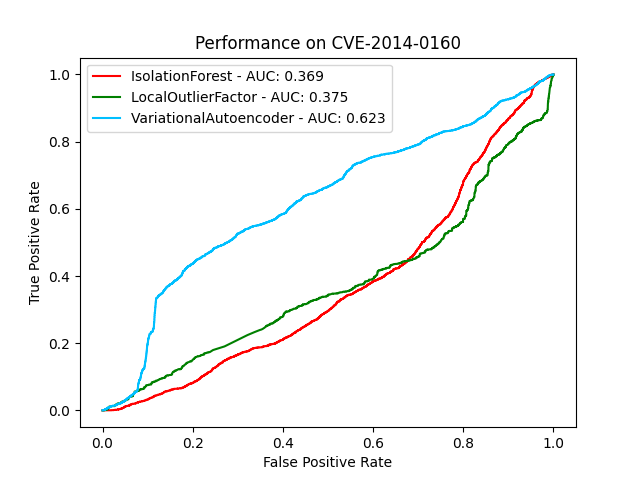 Performance on CVE-2014-0160
IsolationForest - AUC: 0.369
LocalOutlierFactor - AUC: 0.375
VariationalAutoencoder - AUC: 0.623
True Positive Rate
1.0
0.8
0.6
0.4
0.2
0.0
0.0 0.2 0.4 0.6 0.8 1.0
False Positive Rate